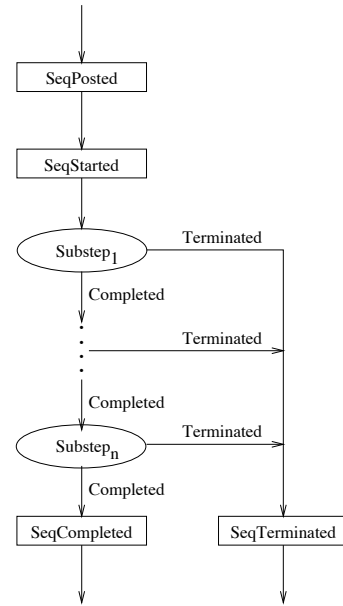 SeqPosted
SeqStarted
Terminated
Substep1
Completed
Terminated
Completed
Terminated
Substepn
Completed
SeqCompleted SeqTerminated